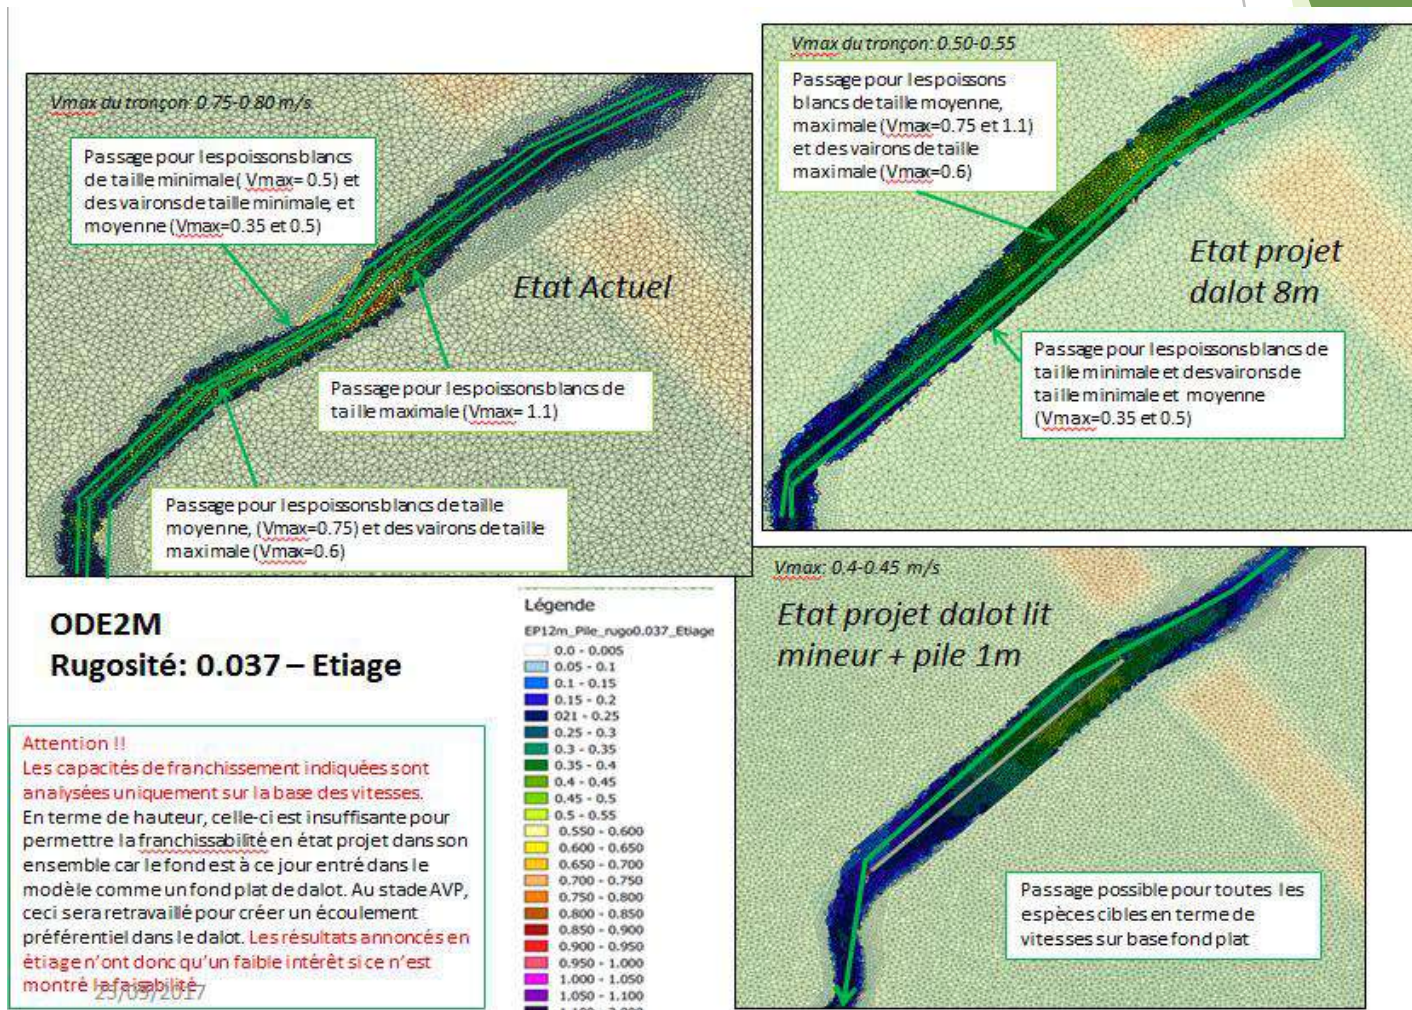 Vmax du tronçon: 0.75-0.80 m/s
Passage pour les poissons blancs
de taille minimale( Vmax= 0.5) et
des vairons de taille minimale, et
moyenne (Vmax=0.35 et 0.5)
Etat Actuel
Passage pour les poissons blancs de
taille maximale (Vmax= 1.1)
Passage pour les poissons blancs de taille
moyenne, (Vmax=0.75) et des vairons de taille
maximale (Vmax=0.6)
Vmax du tronçon: 0.50-0.55
Passage pour les poissons
blancs de taille moyenne,
maximale (Vmax=0.75 et 1.1)
et des vairons de taille
maximale (Vmax=0.6)
Etat projet
dalot 8m
Passage pour les poissons blancs de
taille minimale et des vairons de
taille minimale et moyenne
(Vmax=0.35 et 0.5)
ODE2M
Rugosité: 0.037 – Etiage
Attention !!
Les capacités de franchissement indiquées sont
analysées uniquement sur la base des vitesses.
En terme de hauteur, celle-ci est insuffisante pour
permettre la franchissabilité en état projet dans son
ensemble car le fond est à ce jour entré dans le
modèle comme un fond plat de dalot. Au stade AVP,
ceci sera retravaillé pour créer un écoulement
préférentiel dans le dalot. Les résultats annoncés en
étiage n'ont donc qu'un faible intérêt si ce n'est
montré la faisabilité.
25/09/2017
Légende
EP12m_Pile_rugo0.037_Etiage
0.0 - 0.005
0.05 - 0.1
0.1 - 0.15
0.15 - 0.2
021 - 0.25
0.25 - 0.3
0.3 - 0.35
0.35 - 0.4
0.4 - 0.45
0.45 - 0.5
0.5 - 0.55
0.550 - 0.600
0.600 - 0.650
0.650 - 0.700
0.700 - 0.750
0.750 - 0.800
0.800 - 0.850
0.850 - 0.900
0.900 - 0.950
0.950 - 1.000
1.000 - 1.050
1.050 - 1.100
Vmax: 0.4-0.45 m/s
Etat projet dalot lit
mineur + pile 1m
Passage possible pour toutes les
espèces cibles en terme de
vitesses sur base fond plat